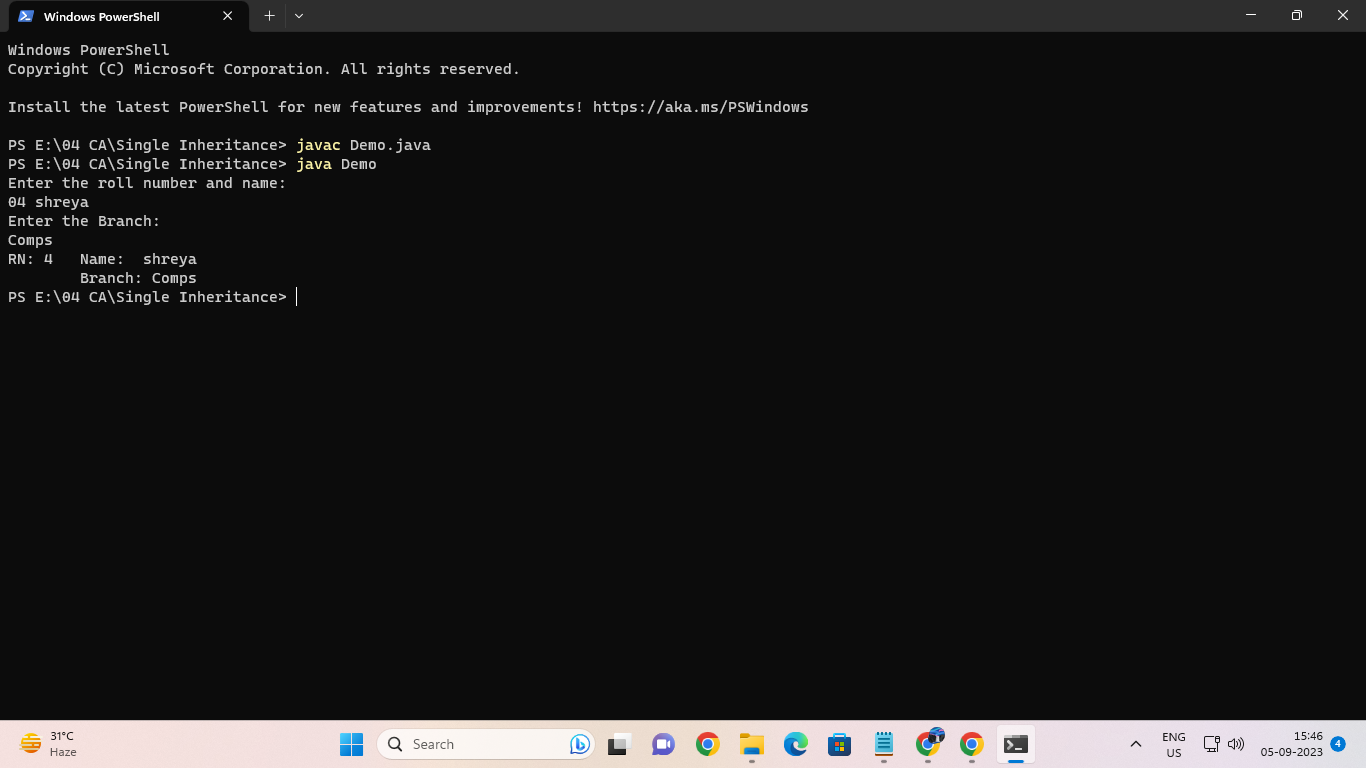 Windows PowerShell
Windows PowerShell
Copyright (C) Microsoft Corporation. All rights reserved.
Install the latest PowerShell for new features and improvements! https://aka.ms/PSWindows
PS E:\04 CA\Single Inheritance> javac Demo.java
PS E:\04 CA\Single Inheritance> java Demo
Enter the roll number and name:
04 shreya
Enter the Branch:
Comps
RN: 4   Name:  shreya
        Branch: Comps
PS E:\04 CA\Single Inheritance>
31°C
Haze
Search
ENG
US
15:46
05-09-2023
4